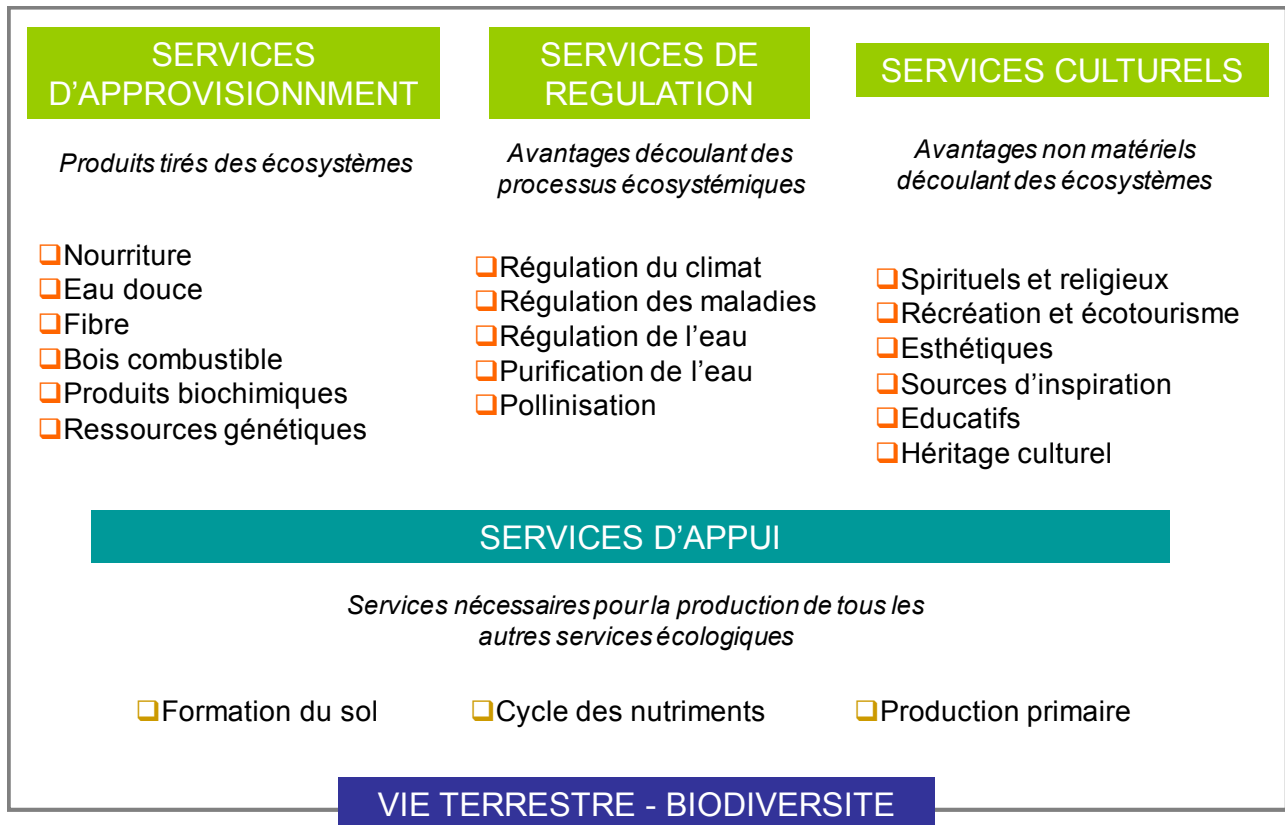 SERVICES
D'APPROVISIONNMENT
Produits tirés des écosystèmes
Nourriture
Eau douce
Fibre
Bois combustible
Produits biochimiques
Ressources génétiques
SERVICES DE
REGULATION
Avantages découlant des
processus écosystémiques
Régulation du climat
Régulation des maladies
Régulation de l'eau
Purification de l'eau
Pollinisation
SERVICES CULTURELS
Avantages non matériels
découlant des écosystèmes
Spirituels et religieux
Récréation et écotourisme
Esthétiques
Sources d'inspiration
Educatifs
Héritage culturel
SERVICES D'APPUI
Services nécessaires pour la production de tous les
autres services écologiques
Formation du sol
Cycle des nutriments
Production primaire
VIE TERRESTRE - BIODIVERSITE